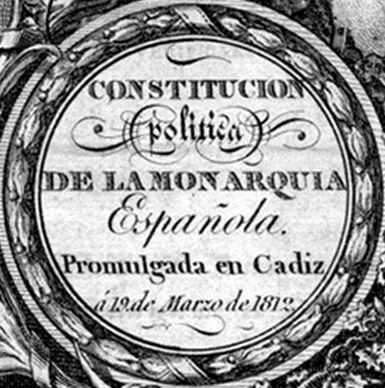 CONSTITUCION
politica
DE LA MONARQUIA
Española.
Promulgada en Cadiz
á 19. de Marzo de 1812.